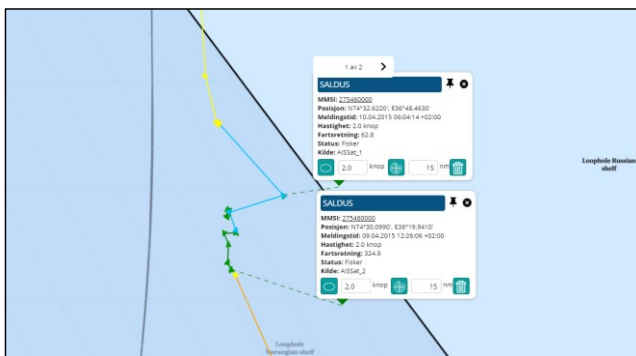 1 av 2
SALDUS
MMSI: 275460000
Posisjon: N74°32.6220', E36°48.4630'
Meldingstid: 10.04.2015 06:04:14 +02:00
Hastighet: 2.0 knop
Fartsretning: 62.8
Status: Fisker
Kilde: AISSat_1
2.0 knop 15 nm
Loophole Russian
shelf
SALDUS
MMSI: 275460000
Posisjon: N74°30.0990', E36°19.9410'
Meldingstid: 09.04.2015 12:26:06 +02:00
Hastighet: 2.0 knop
Fartsretning: 324.9
Status: Fisker
Kilde: AISSat_2
2.0 knop 15 nm
Loophole
Norwegian shelf